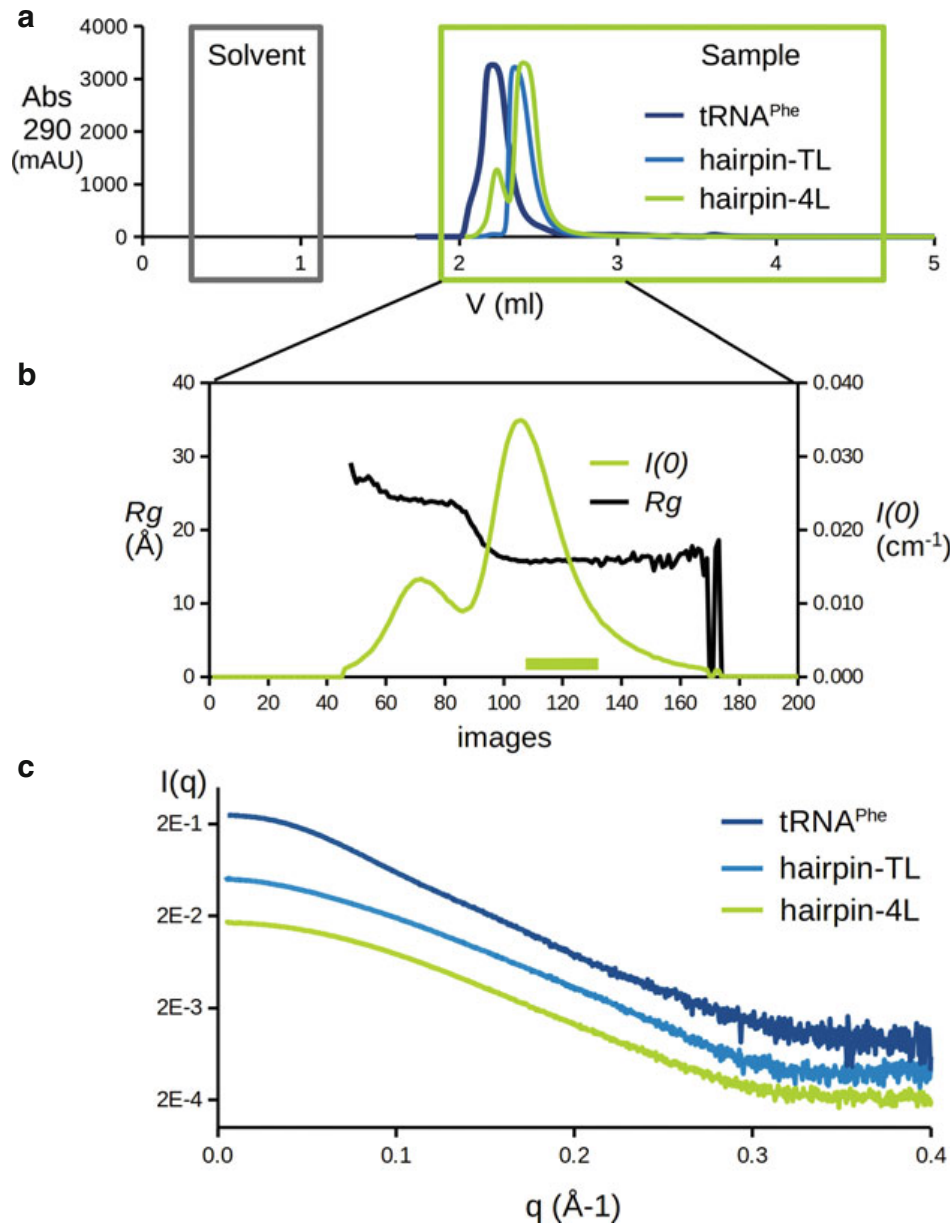 a
4000
3000
2000
1000
0
Abs
290
(mAU)
Solvent
Sample
tRNAPhe
hairpin-TL
hairpin-4L
0 1 2 3 4 5
V (ml)
b
40
30
20
10
0
Rg
(Å)
I(0)
Rg
0.040
0.030
0.020
0.010
0.000
I(0)
(cm-1)
0 20 40 60 80 100 120 140 160 180 200
images
c
I(q)
2E-1
2E-2
2E-3
2E-4
tRNAPhe
hairpin-TL
hairpin-4L
0.0 0.1 0.2 0.3 0.4
q (Å-1)